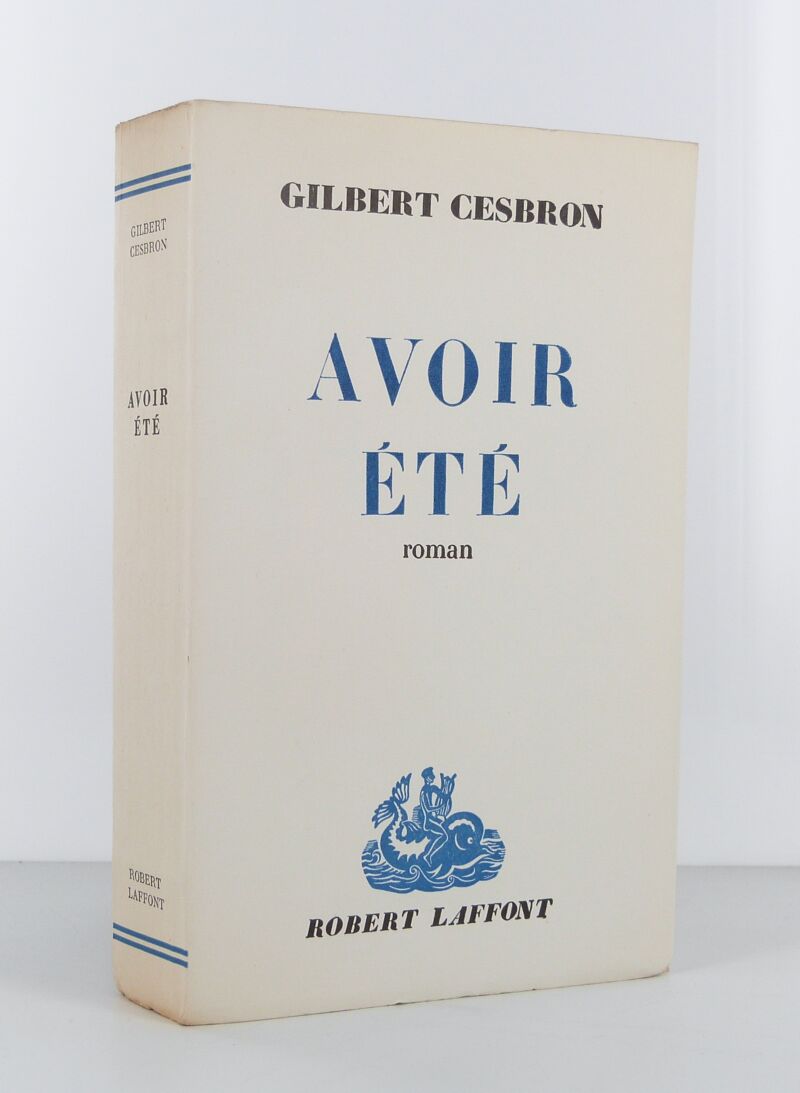 GILBERT
CESBRON
AVOIR
ÉTÉ
ROBERT
LAFFONT
GILBERT CESBRON
AVOIR
ÉTÉ
roman
ROBERT LAFFONT